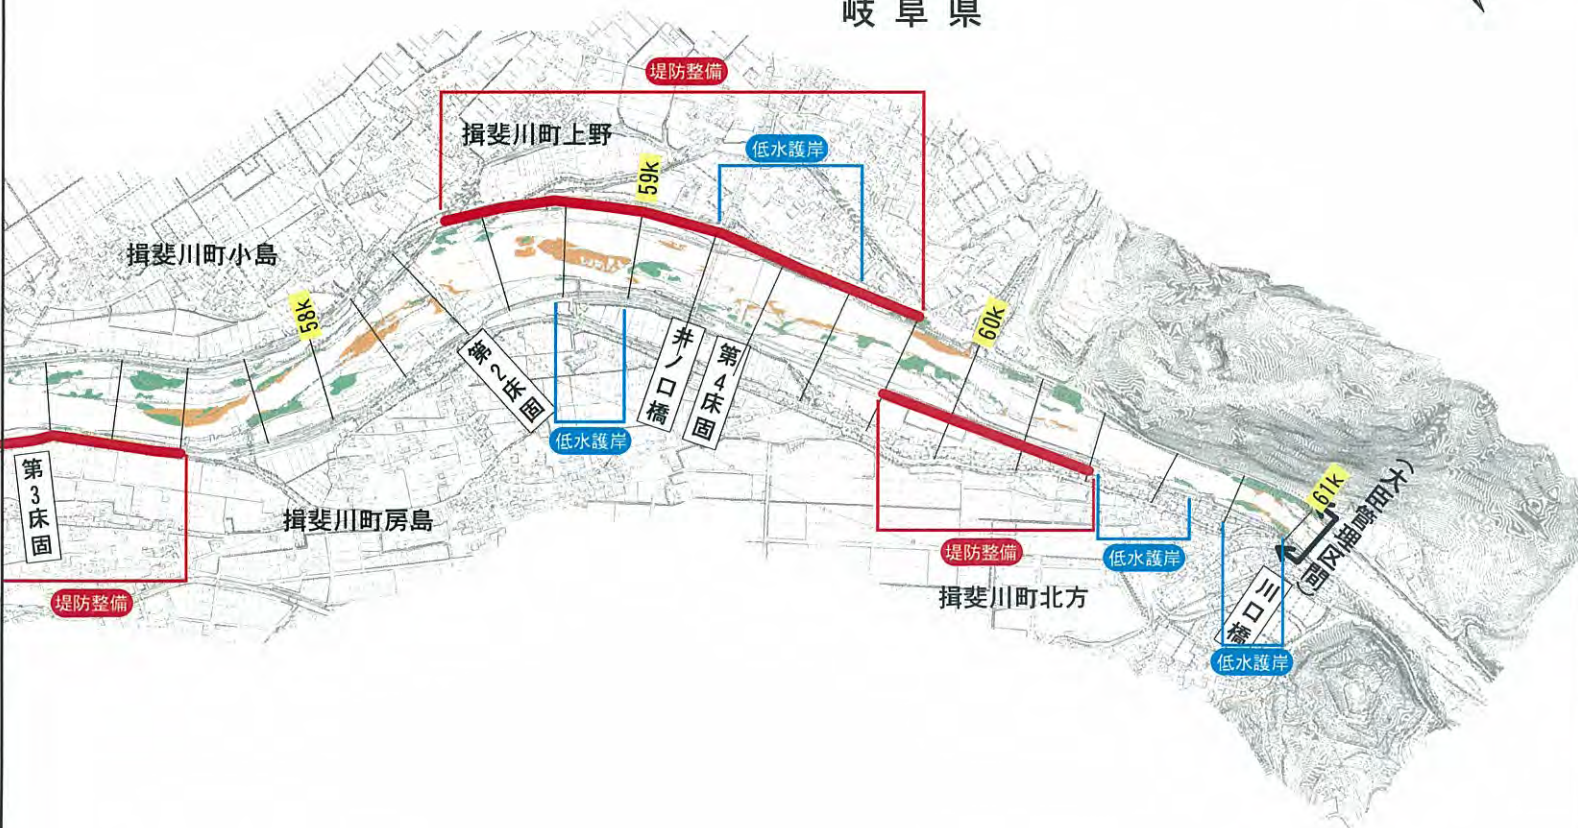 岐阜県
堤防整備
揖斐川町上野
低水護岸
59k
揖斐川町小島
58k
60k
第2床固
井ノ口橋
第4床固
低水護岸
第3床固
揖斐川町房島
堤防整備
堤防整備
揖斐川町北方
低水護岸
61k
(大臣管理区間)
川口橋
低水護岸